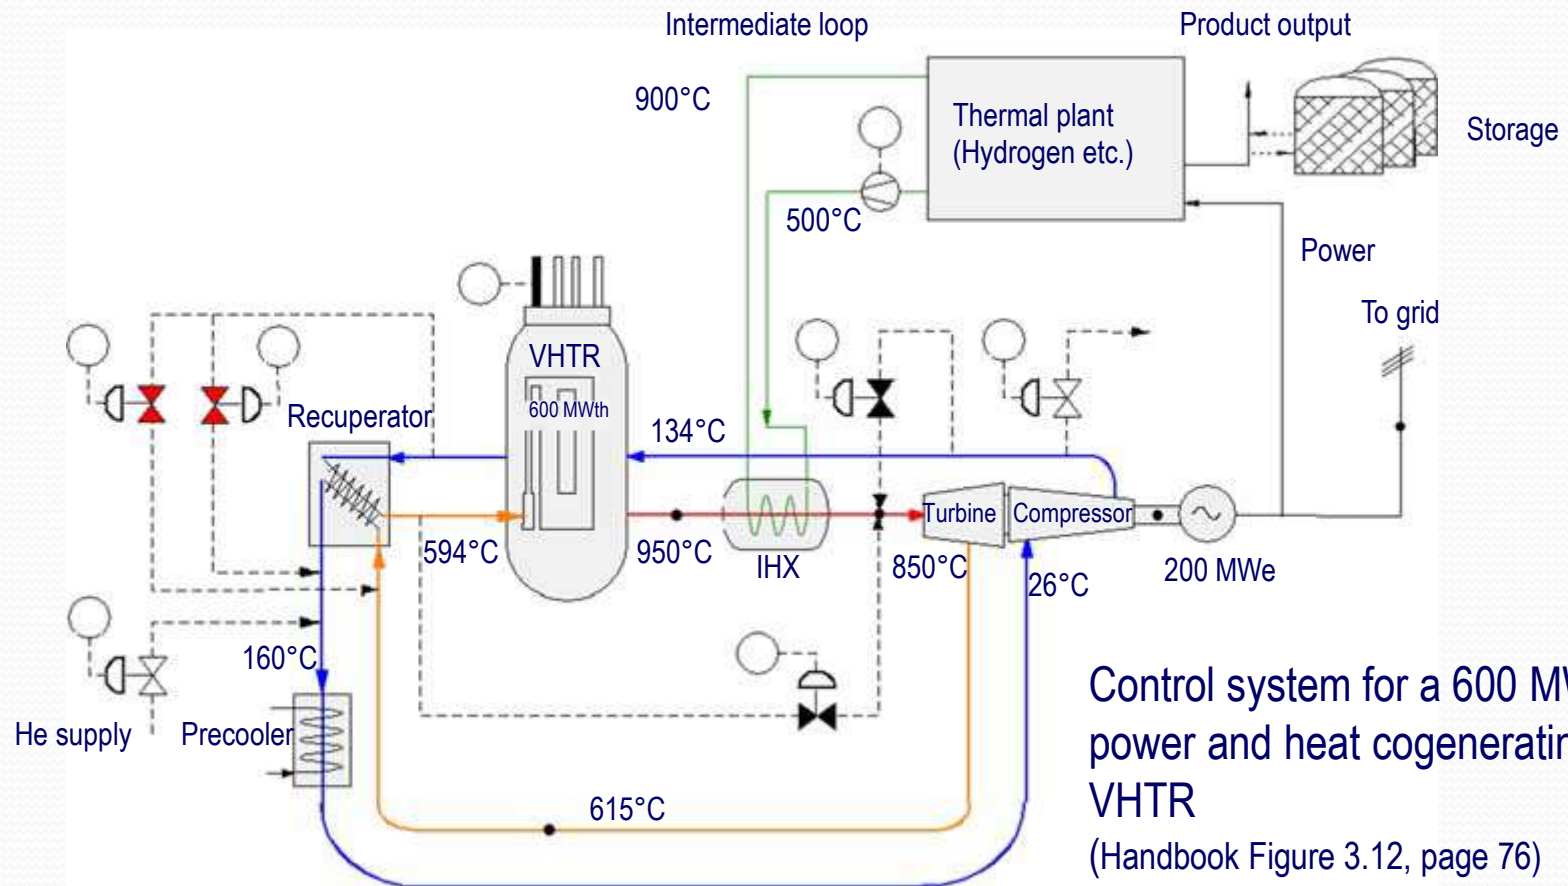 Intermediate loop
Product output
900°C
Thermal plant
(Hydrogen etc.)
Storage
500°C
Power
To grid
VHTR
600 MWth
Recuperator
134°C
Turbine
Compressor
594°C
950°C
IHX
850°C
26°C
200 MWe
160°C
He supply
Precooler
615°C
Control system for a 600 MW
power and heat cogeneratin
VHTR
(Handbook Figure 3.12, page 76)